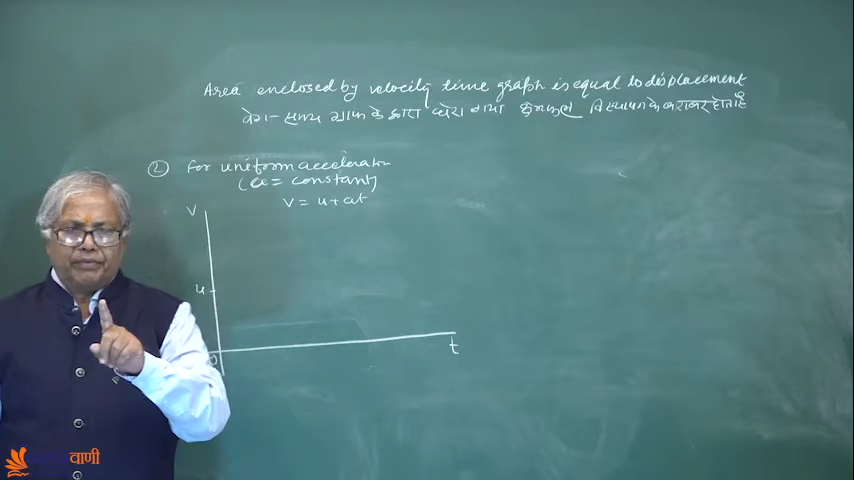 Area enclosed by velocity time graph is equal to displacement
वेग - समय ग्राफ के द्वारा घेरा गया क्षेत्रफल विस्थापन के बराबर होता है
② For uniform acceleration
(a = constant)
v = u + at
v
u
0
t
वाणी